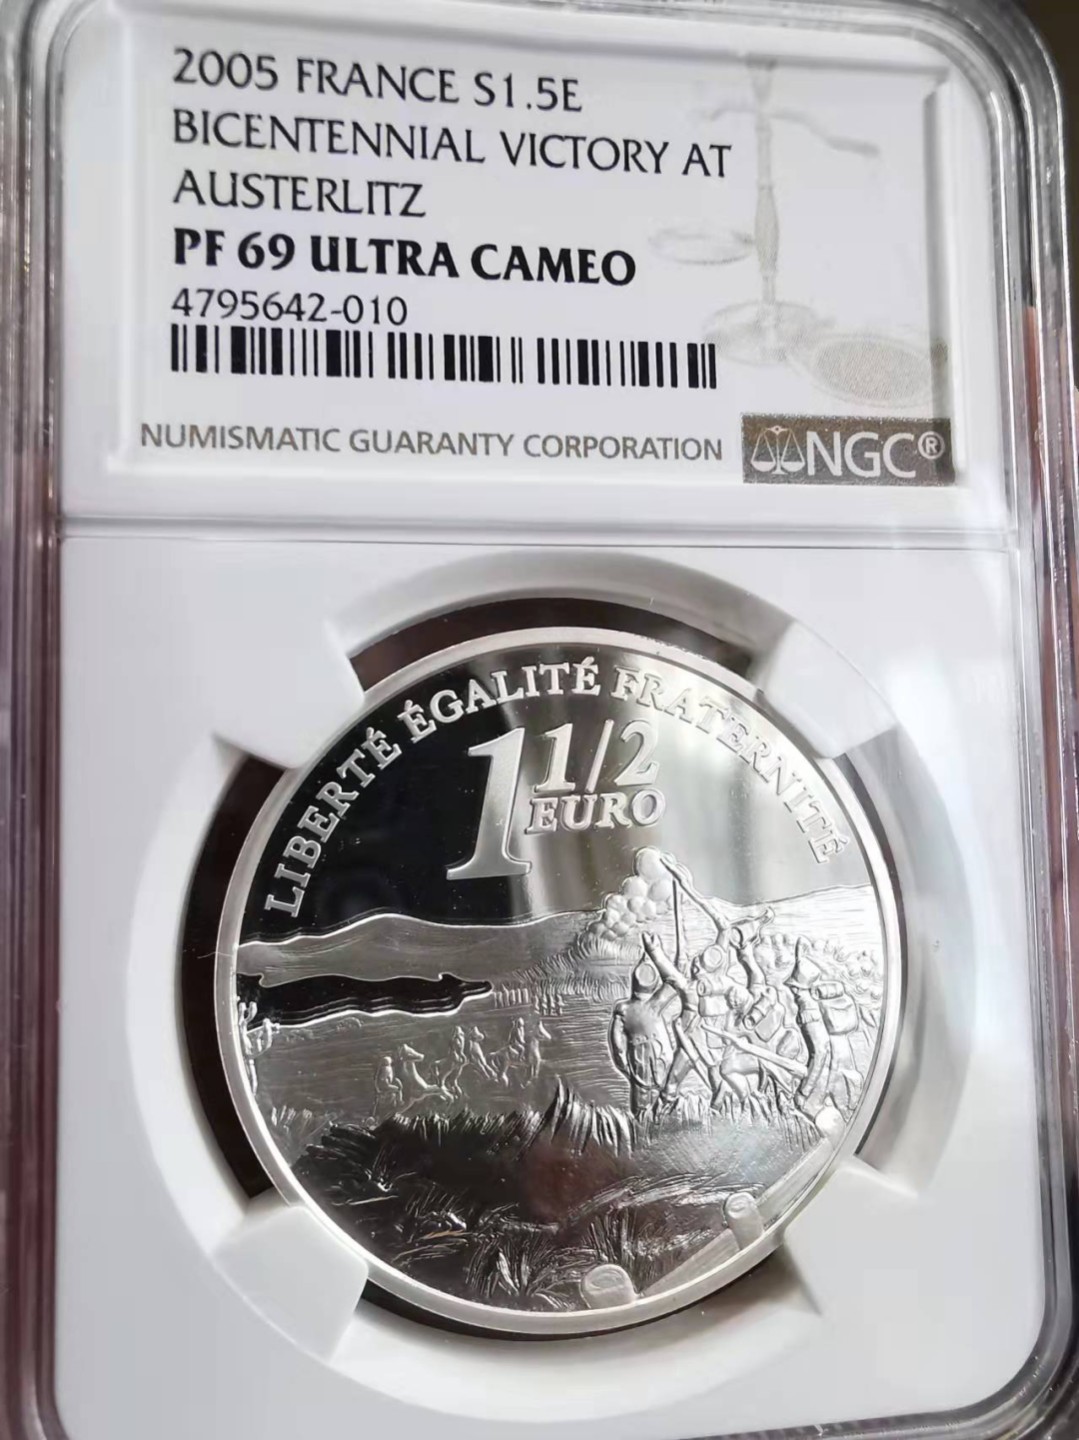 2005 FRANCE S1.5E
BICENTENNIAL VICTORY AT
AUSTERLITZ
PF 69 ULTRA CAMEO
4795642-010
NUMISMATIC GUARANTY CORPORATION NGC®
LIBERTÉ ÉGALITÉ FRATERNITÉ
1 1/2
EURO